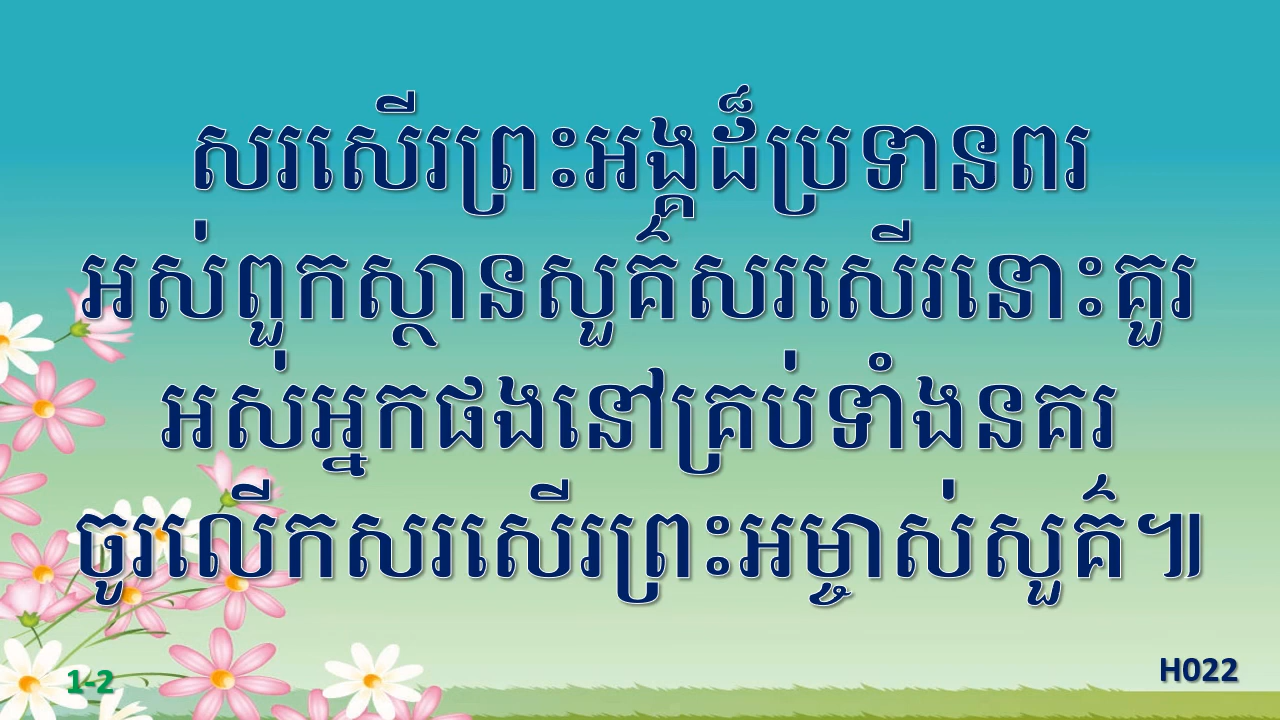 សរសើរព្រះអង្គដ៏ប្រទានពរ
អស់ពួកស្ថានសួគ៌សរសើរនោះគួរ
អស់អ្នកផងនៅគ្រប់ទាំងនគរ
ចូរលើកសរសើរព្រះអម្ចាស់សួគ៌៕
1-2
H022